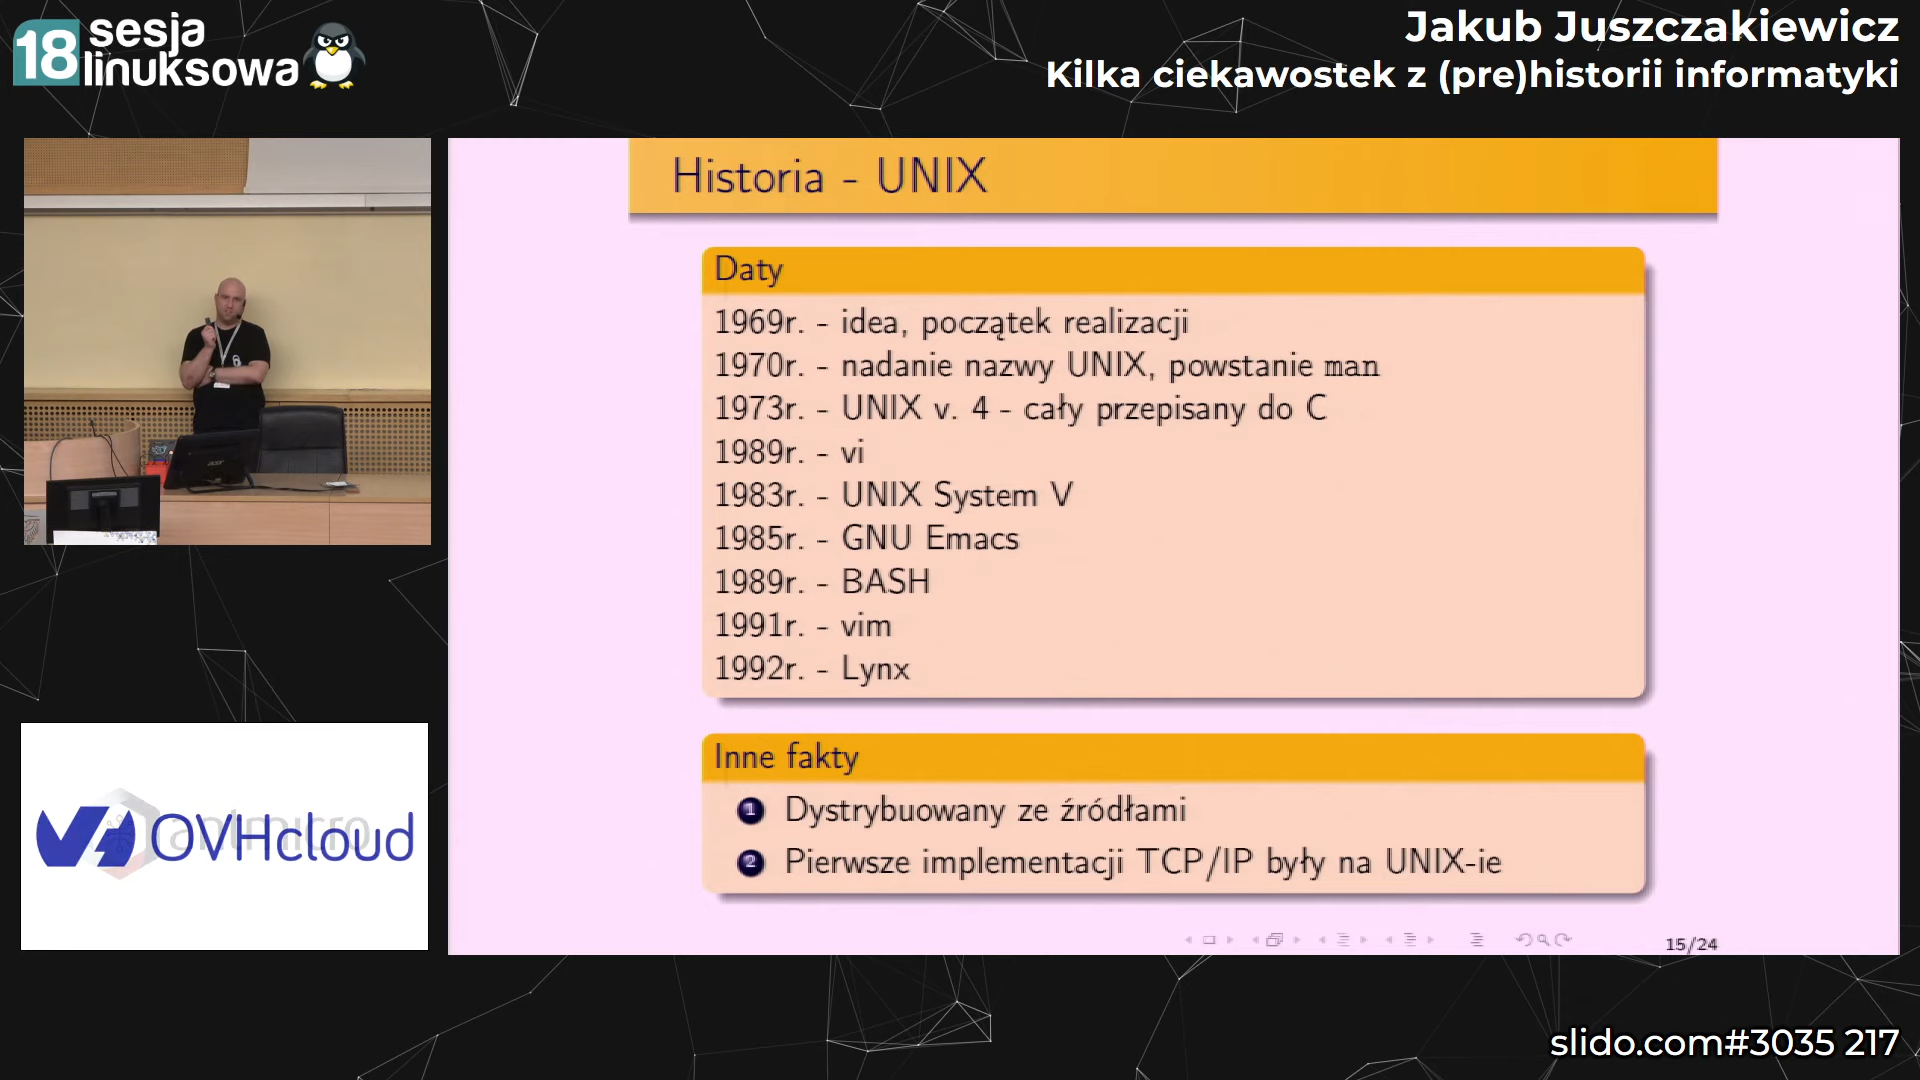 18 sesja
linuksowa
Jakub Juszczakiewicz
Kilka ciekawostek z (pre)historii informatyki
Historia - UNIX
Daty
1969r. - idea, początek realizacji
1970r. - nadanie nazwy UNIX, powstanie man
1973r. - UNIX v. 4 - cały przepisany do C
1989r. - vi
1983r. - UNIX System V
1985r. - GNU Emacs
1989r. - BASH
1991r. - vim
1992r. - Lynx
Inne fakty
1 Dystrybuowany ze źródłami
2 Pierwsze implementacji TCP/IP były na UNIX-ie
15/24
acer
OVHcloud
antmicro
slido.com#3035 217